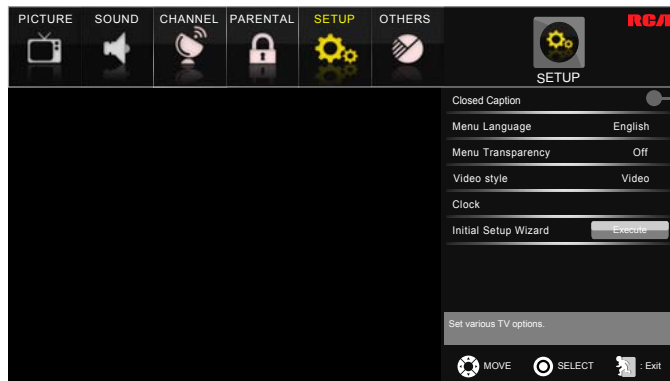 PICTURE SOUND CHANNEL PARENTAL SETUP OTHERS
RCA
SETUP
Closed Caption
Menu Language English
Menu Transparency Off
Video style Video
Clock
Initial Setup Wizard Execute
Set various TV options.
MOVE SELECT : Exit